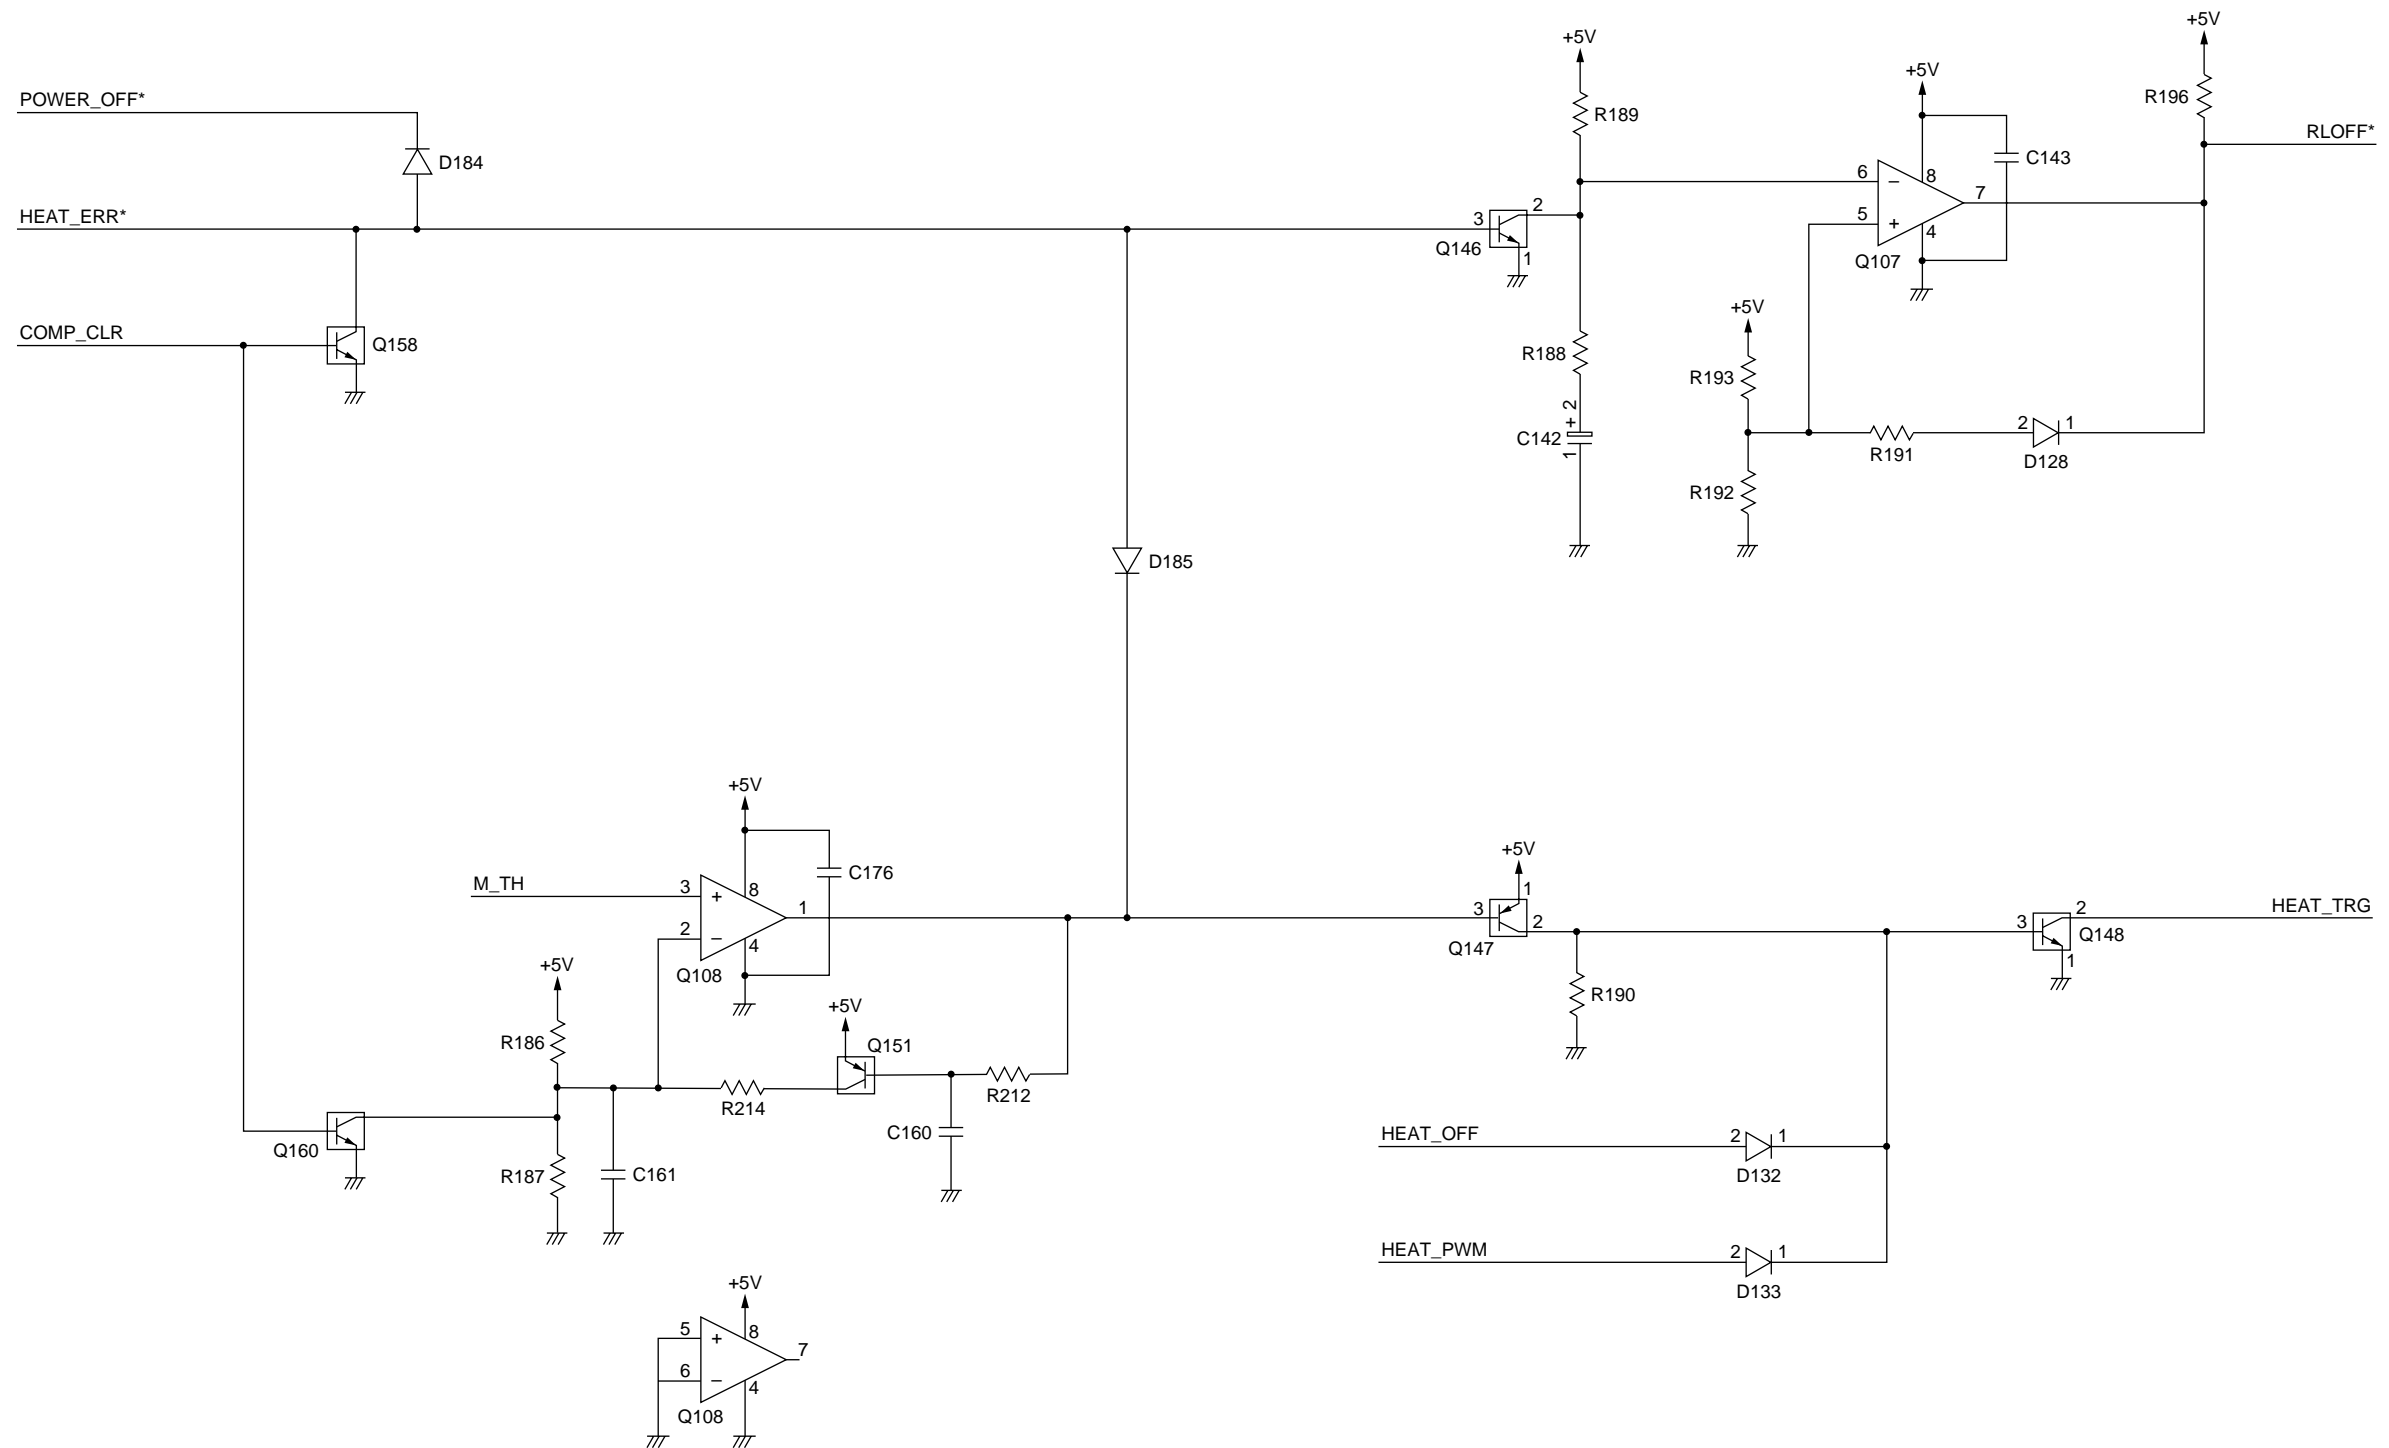 +5V
+5V
+5V
POWER_OFF*
R196
R189
RLOFF*
D184
C143
6
−
8
7
HEAT_ERR*
3
2
5
+
4
Q146
1
Q107
+5V
COMP_CLR
Q158
R188
R193
2
+
C142
1
2
1
R191
D128
R192
D185
+5V
+5V
C176
M_TH
3
+
8
1
1
3
2
HEAT_TRG
2
−
4
Q147
2
3
Q148
1
Q108
+5V
R190
+5V
Q151
R186
R214
R212
C160
HEAT_OFF
2
1
D132
Q160
R187
C161
HEAT_PWM
2
1
D133
+5V
5
+
8
7
6
−
4
Q108